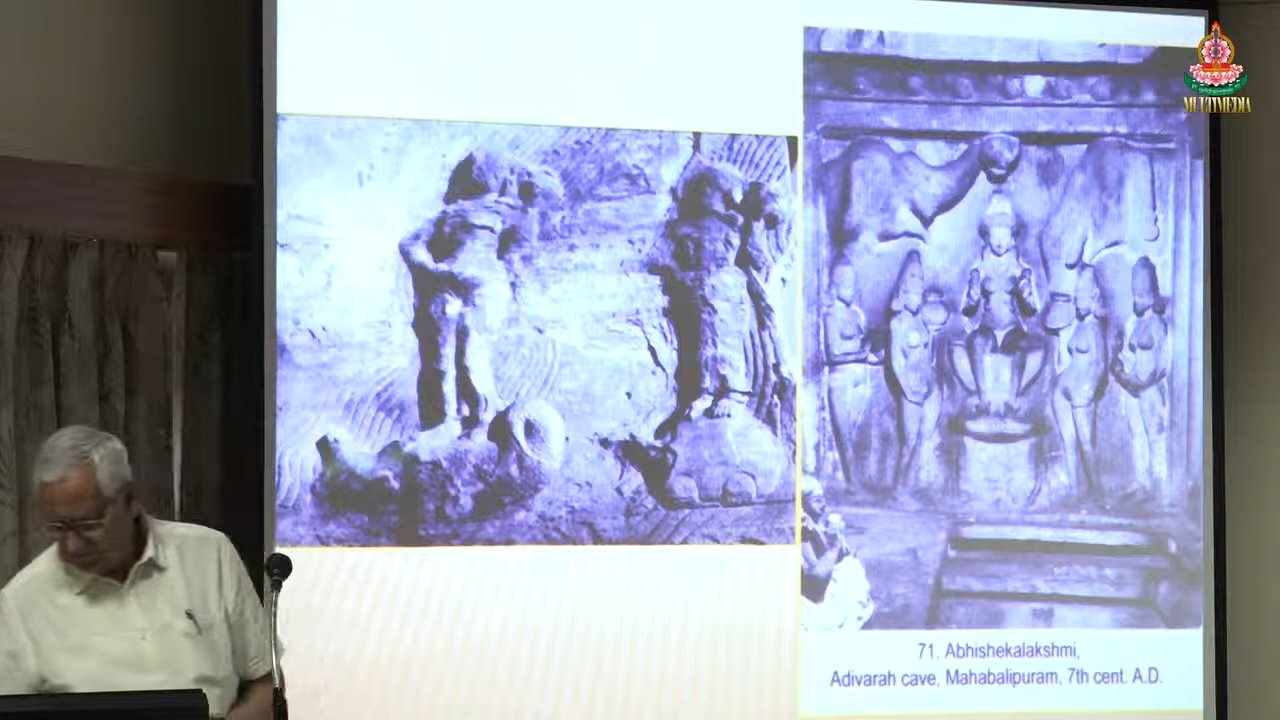 MULTIMEDIA
71. Abhishekalakshmi,
Adivarah cave, Mahabalipuram, 7th cent. A.D.